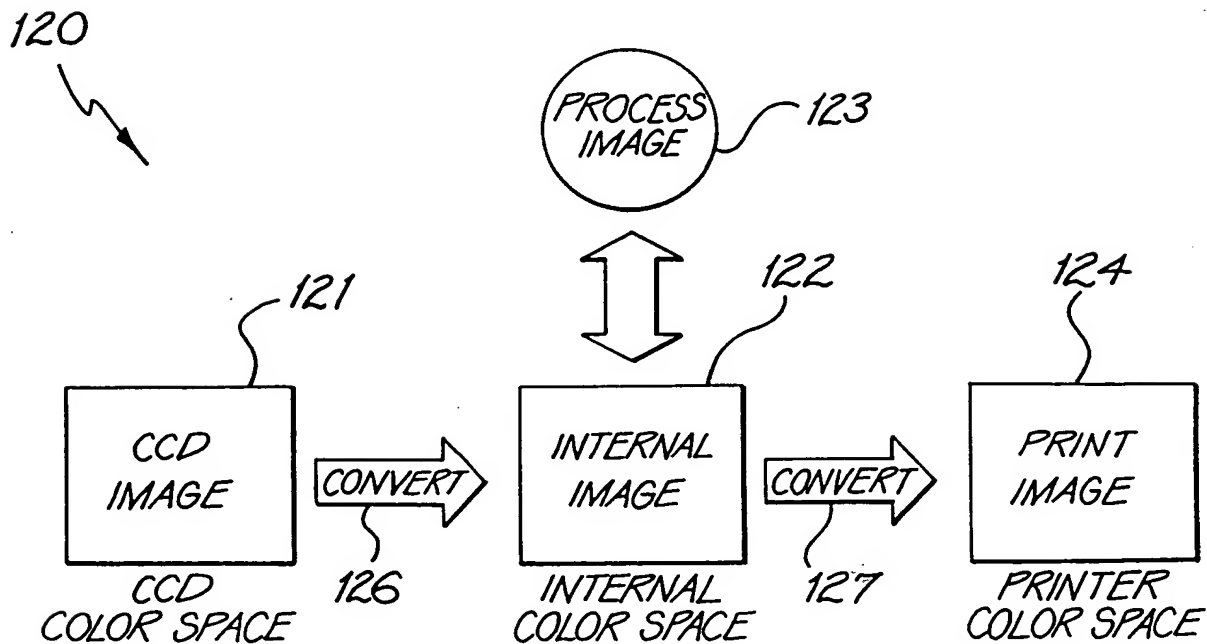 120
PROCESS
IMAGE
123
121
122
124
CCD
IMAGE
CONVERT
INTERNAL
IMAGE
CONVERT
PRINT
IMAGE
126
127
CCD
COLOR SPACE
INTERNAL
COLOR SPACE
PRINTER
COLOR SPACE